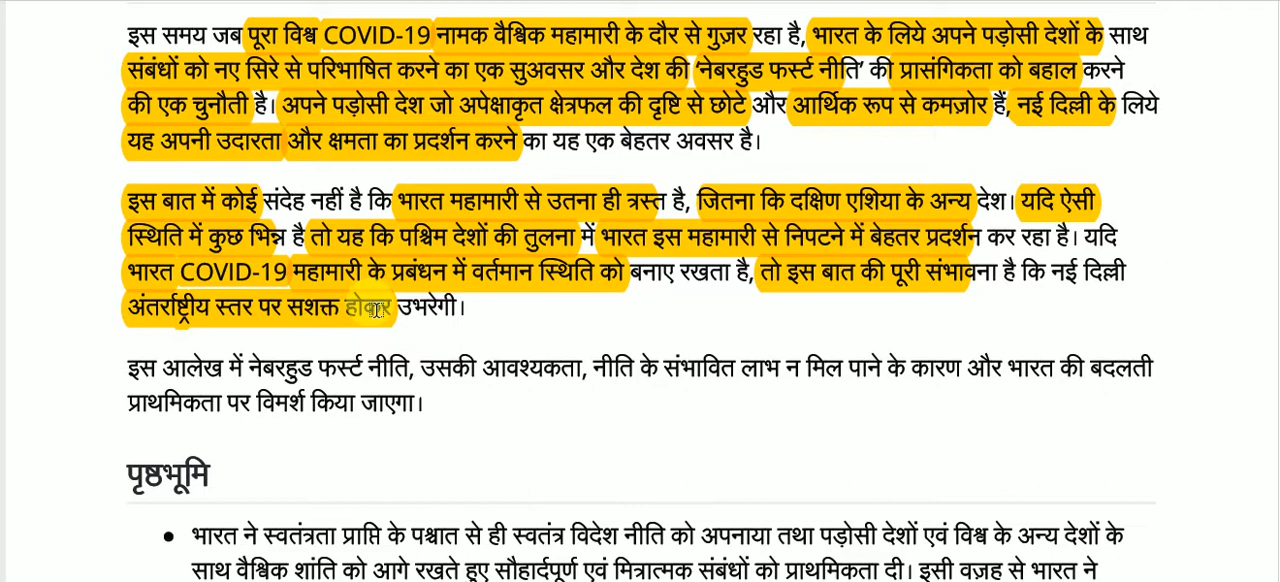 इस समय जब पूरा विश्व COVID-19 नामक वैश्विक महामारी के दौर से गुज़र रहा है, भारत के लिये अपने पड़ोसी देशों के साथ
संबंधों को नए सिरे से परिभाषित करने का एक सुअवसर और देश की ‘नेबरहुड फर्स्ट नीति’ की प्रासंगिकता को बहाल करने
की एक चुनौती है। अपने पड़ोसी देश जो अपेक्षाकृत क्षेत्रफल की दृष्टि से छोटे और आर्थिक रूप से कमज़ोर हैं, नई दिल्ली के लिये
यह अपनी उदारता और क्षमता का प्रदर्शन करने का यह एक बेहतर अवसर है।
इस बात में कोई संदेह नहीं है कि भारत महामारी से उतना ही त्रस्त है, जितना कि दक्षिण एशिया के अन्य देश। यदि ऐसी
स्थिति में कुछ भिन्न है तो यह कि पश्चिम देशों की तुलना में भारत इस महामारी से निपटने में बेहतर प्रदर्शन कर रहा है। यदि
भारत COVID-19 महामारी के प्रबंधन में वर्तमान स्थिति को बनाए रखता है, तो इस बात की पूरी संभावना है कि नई दिल्ली
अंतर्राष्ट्रीय स्तर पर सशक्त होकर उभरेगी।
इस आलेख में नेबरहुड फर्स्ट नीति, उसकी आवश्यकता, नीति के संभावित लाभ न मिल पाने के कारण और भारत की बदलती
प्राथमिकता पर विमर्श किया जाएगा।
पृष्ठभूमि
• भारत ने स्वतंत्रता प्राप्ति के पश्चात से ही स्वतंत्र विदेश नीति को अपनाया तथा पड़ोसी देशों एवं विश्व के अन्य देशों के
साथ वैश्विक शांति को आगे रखते हुए सौहार्दपूर्ण एवं मित्रात्मक संबंधों को प्राथमिकता दी। इसी वज़ह से भारत ने